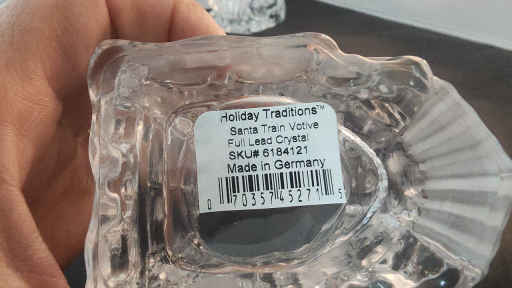 Holiday Traditions™
Santa Train Votive
Full Lead Crystal
SKU# 6184121
Made in Germany
0 70357 45271 5